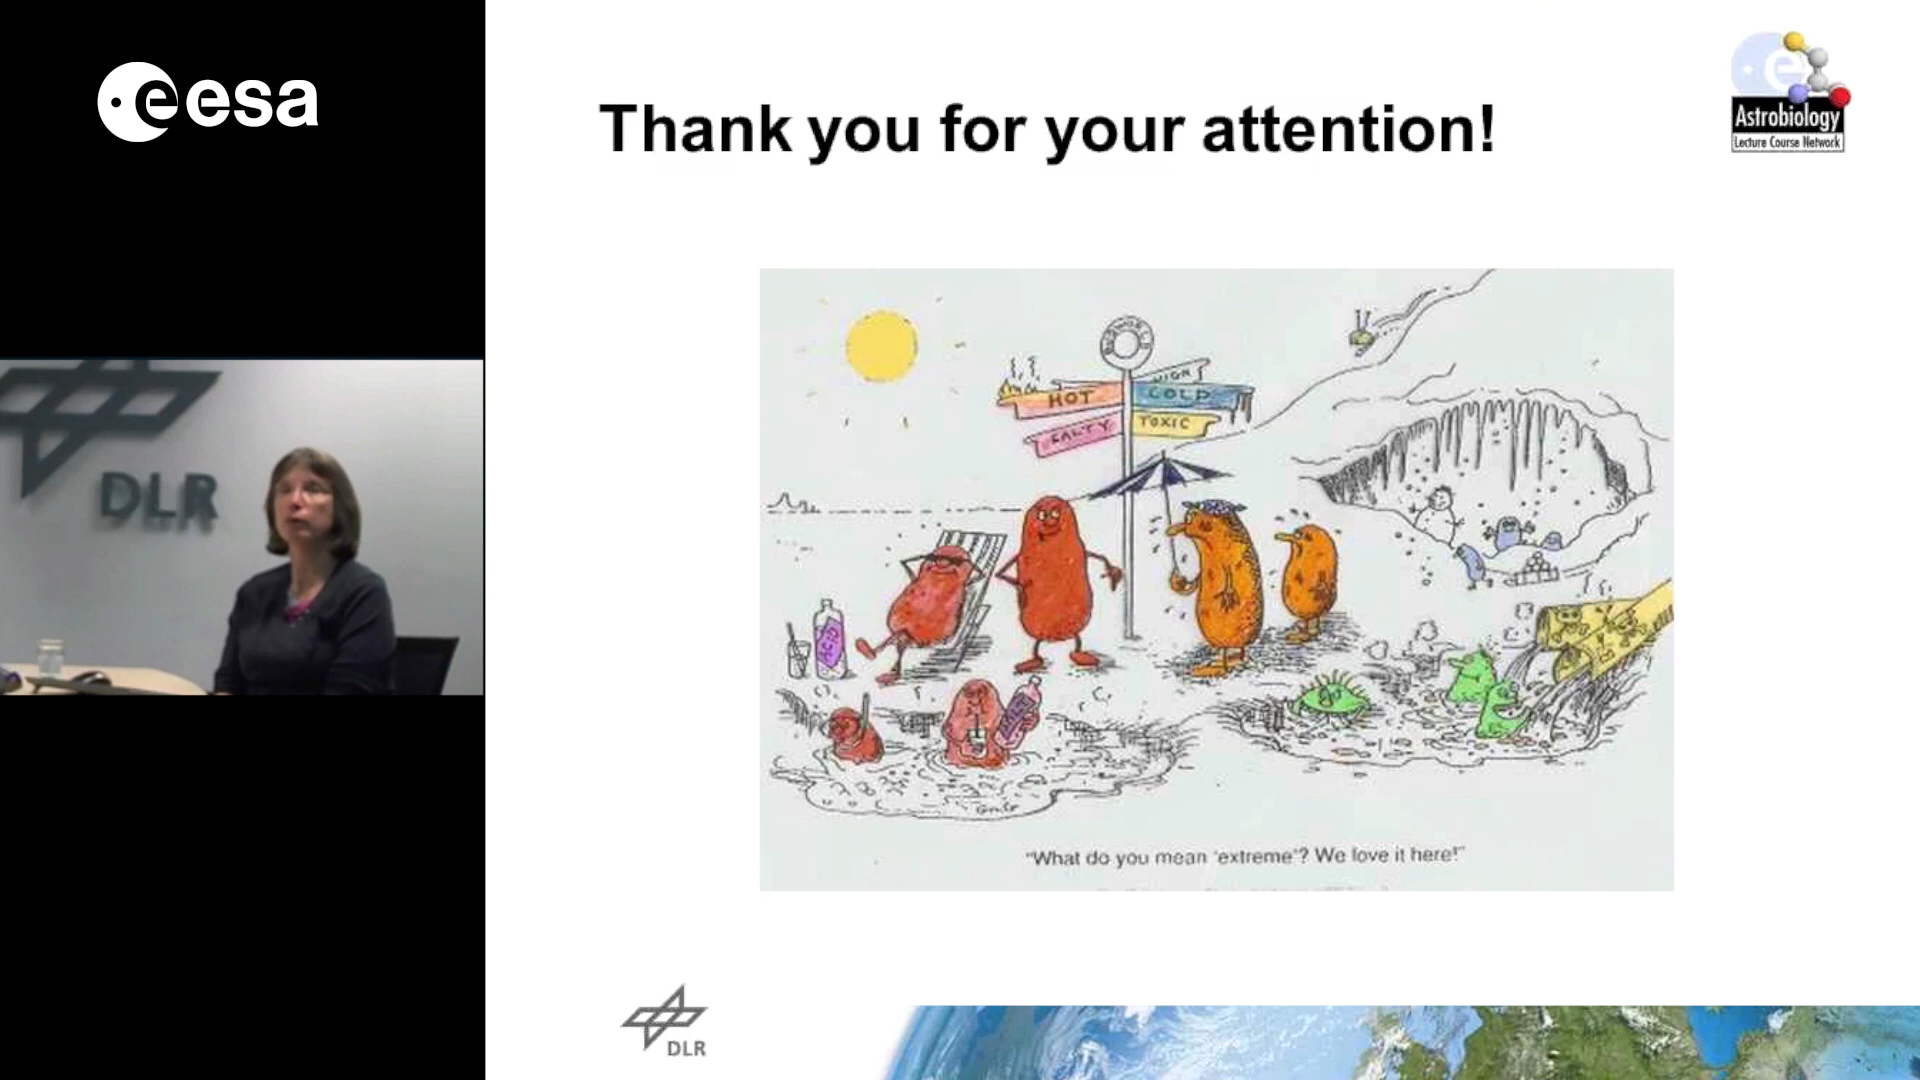 esa
Thank you for your attention!
Astrobiology
Lecture Course Network
DLR
HIGH
HOT
COLD
SALTY
TOXIC
ACID
"What do you mean 'extreme'? We love it here!"
DLR